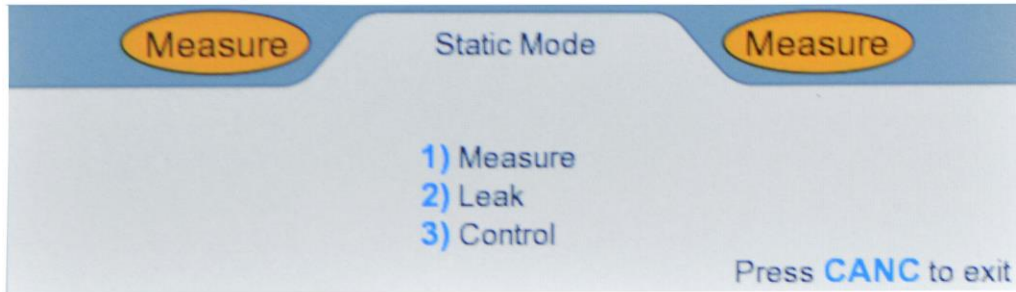 Measure Static Mode Measure
1) Measure
2) Leak
3) Control
Press CANC to exit